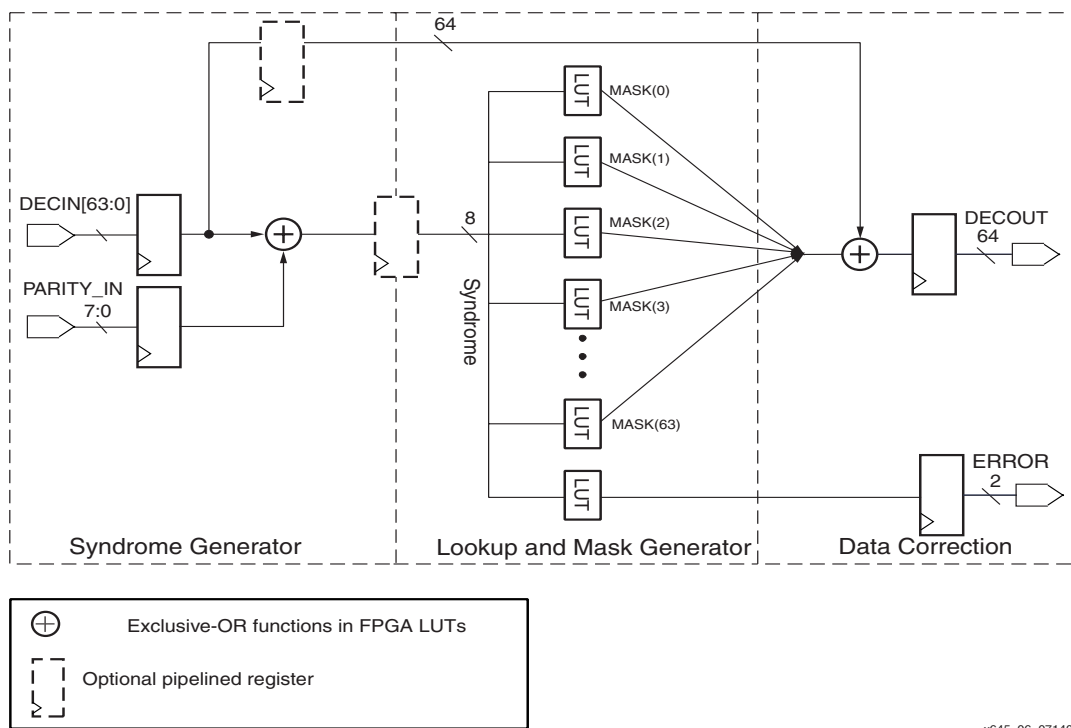 64
LUT
MASK(0)
LUT
MASK(1)
DECIN[63:0]
8
LUT
MASK(2)
DECOUT
64
PARITY_IN
7:0
Syndrome
LUT
MASK(3)
LUT
MASK(63)
ERROR
2
LUT
Syndrome Generator
Lookup and Mask Generator
Data Correction
Exclusive-OR functions in FPGA LUTs
Optional pipelined register